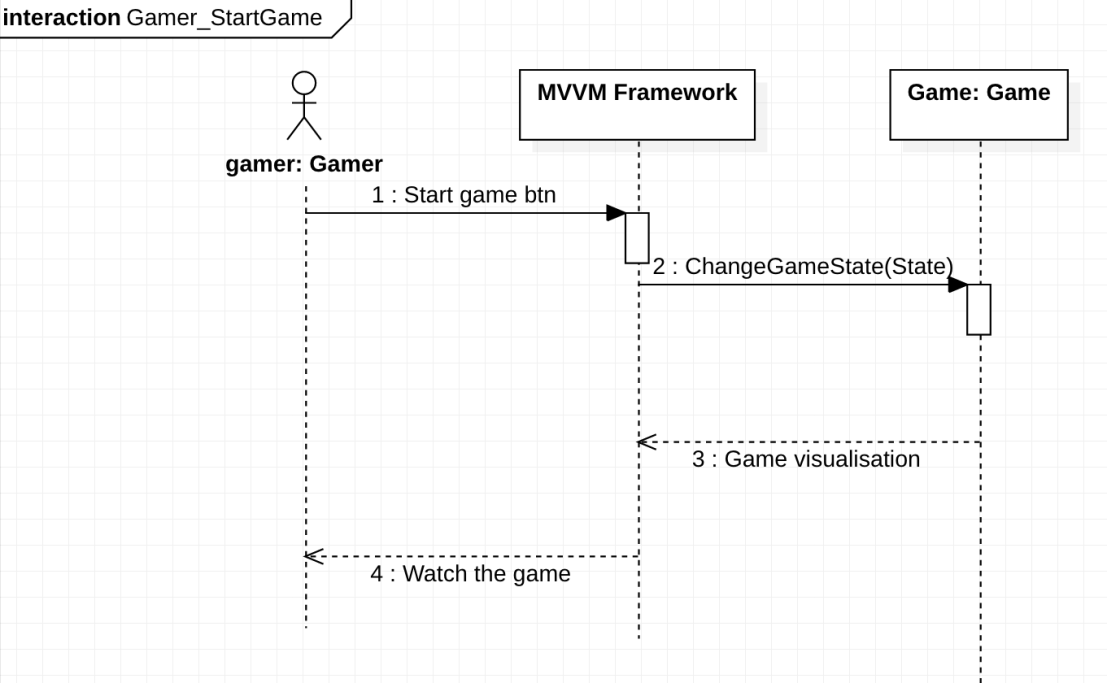 interaction Gamer_StartGame
MVVM Framework
Game: Game
gamer: Gamer
1 : Start game btn
2 : ChangeGameState(State)
3 : Game visualisation
4 : Watch the game